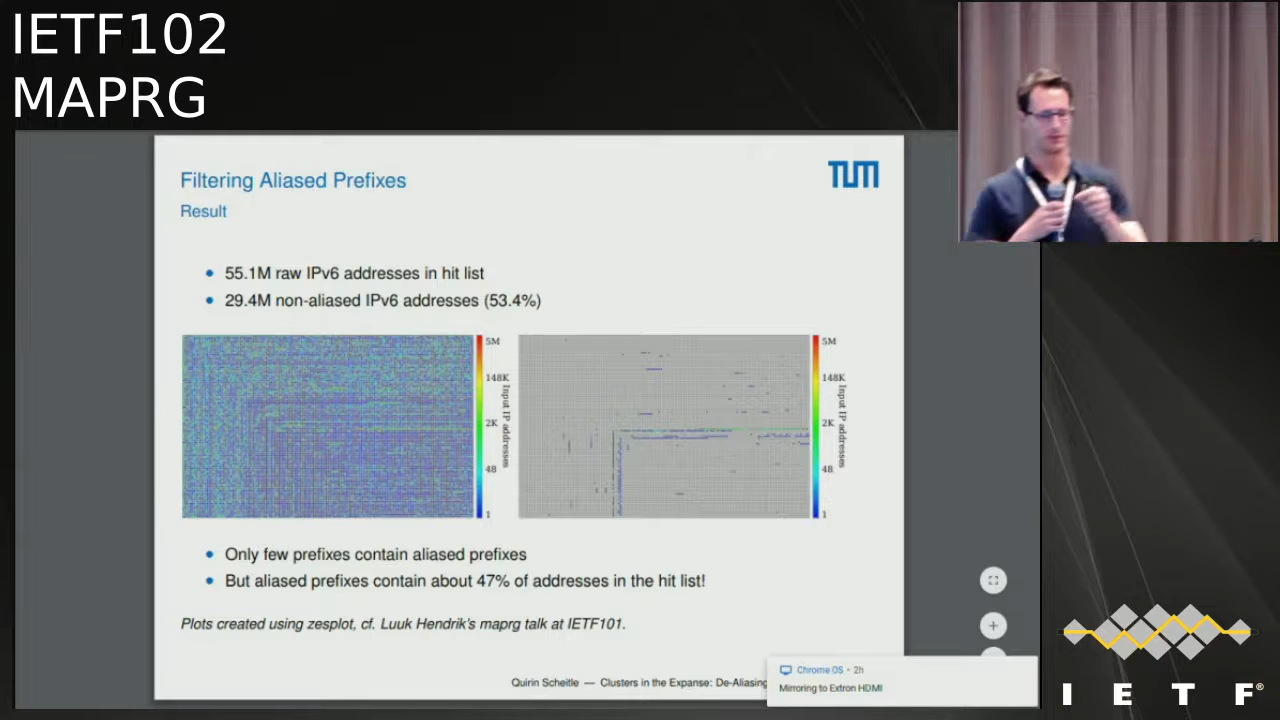 IETF102
MAPRG
Filtering Aliased Prefixes
TUM
Result
55.1M raw IPv6 addresses in hit list
29.4M non-aliased IPv6 addresses (53.4%)
5M
148K
2K
48
1
Input IP addresses
5M
148K
2K
48
1
Input IP addresses
Only few prefixes contain aliased prefixes
But aliased prefixes contain about 47% of addresses in the hit list!
Plots created using zesplot, cf. Luuk Hendrik's maprg talk at IETF101.
Quirin Scheitle — Clusters in the Expanse: De-Aliasing
Chrome OS • 2h
Mirroring to Extron HDMI
I E T F®